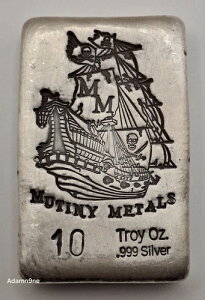 MM
MUTINY METALS
10 Troy Oz.
.999 Silver
Adamn9ne